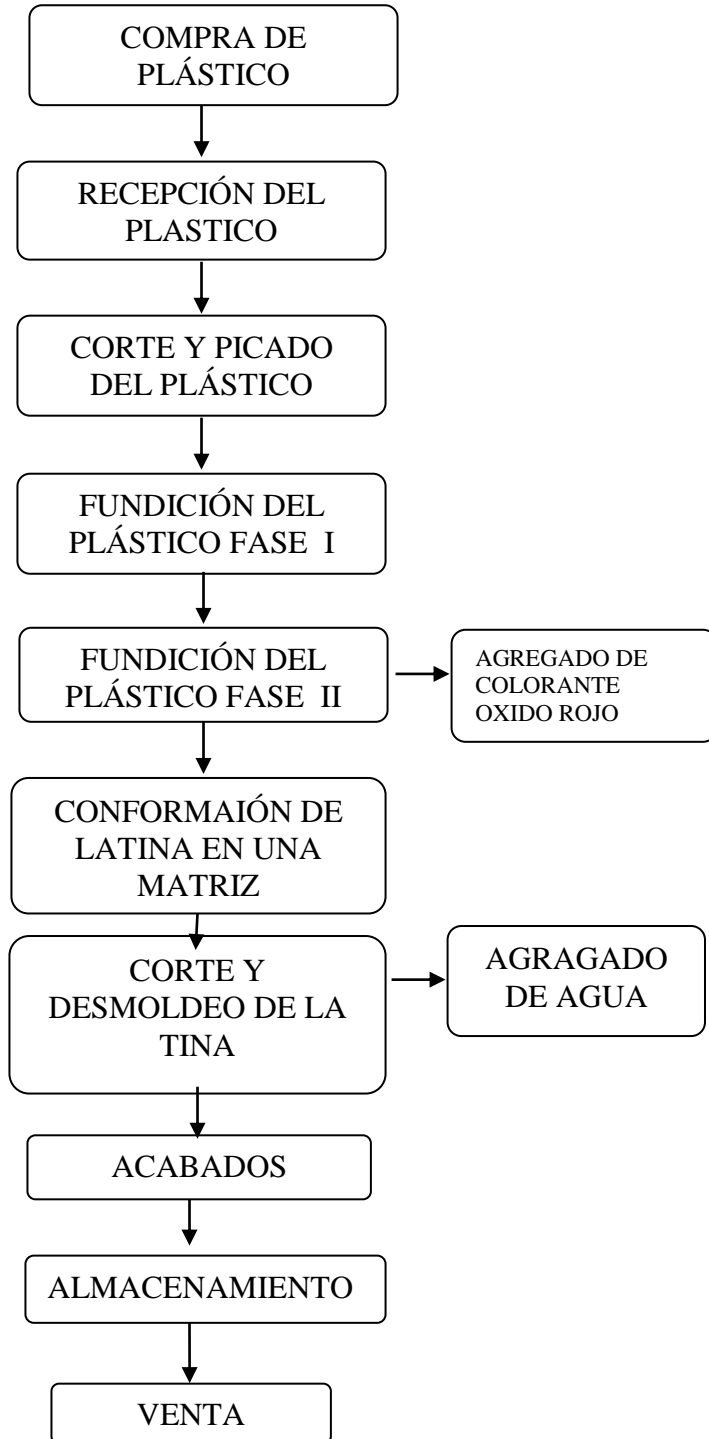 COMPRA DE
PLÁSTICO
RECEPCIÓN DEL
PLASTICO
CORTE Y PICADO
DEL PLÁSTICO
FUNDICIÓN DEL
PLÁSTICO FASE I
FUNDICIÓN DEL
PLÁSTICO FASE II
AGREGADO DE
COLORANTE
OXIDO ROJO
CONFORMAIÓN DE
LATINA EN UNA
MATRIZ
CORTE Y
DESMOLDEO DE LA
TINA
AGRAGADO
DE AGUA
ACABADOS
ALMACENAMIENTO
VENTA